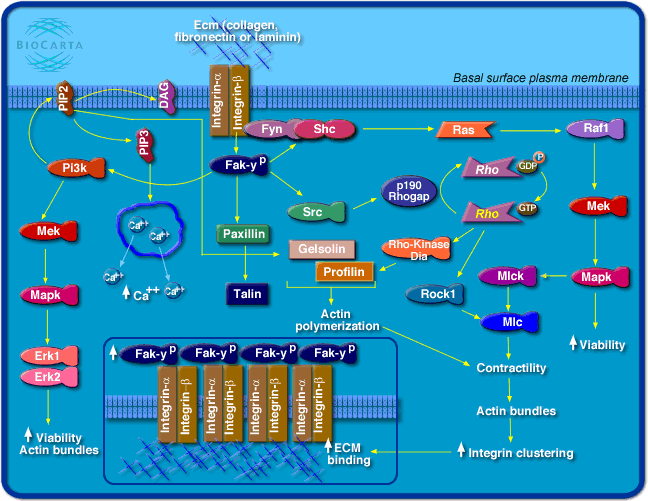 Ecm (collagen,
fibronectin or laminin)
BIOCARTA
Basal surface plasma membrane
PIP2
DAG
Integrin-α
Integrin-β
PIP3
Fyn
Shc
Ras
Raf1
Pi3k
Fak-y P
Rho
GDP
P
p190
Rhogap
Src
Rho
GTP
Mek
Mek
Ca++
Ca++
Paxillin
Gelsolin
Rho-Kinase
Dia
Profilin
Mlck
Mapk
Ca++
Ca++
Ca++
Mapk
Talin
Rock1
Mlc
Actin
polymerization
Viability
Erk1
Erk2
Fak-y P
Fak-y P
Fak-y P
Fak-y P
Contractility
Integrin-α
Integrin-β
Integrin-α
Integrin-β
Integrin-α
Integrin-β
Integrin-α
Integrin-β
Actin bundles
Viability
Actin bundles
ECM
binding
Integrin clustering